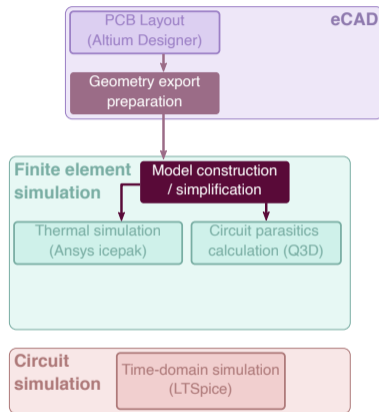 PCB Layout
(Altium Designer)
eCAD
Geometry export
preparation
Finite element
simulation
Model construction
/ simplification
Thermal simulation
(Ansys icepak)
Circuit parasitics
calculation (Q3D)
Circuit
simulation
Time-domain simulation
(LTSpice)